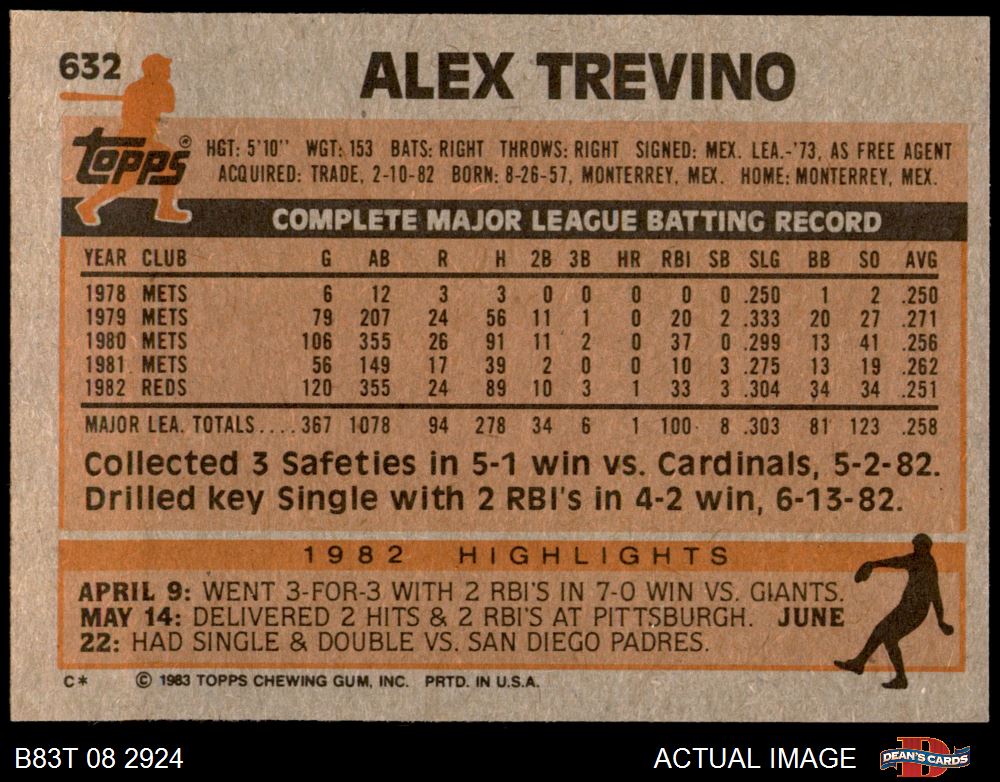 632
ALEX TREVINO
TOPPS®
HGT: 5'10" WGT: 153 BATS: RIGHT THROWS: RIGHT SIGNED: MEX. LEA.-'73, AS FREE AGENT
ACQUIRED: TRADE, 2-10-82 BORN: 8-26-57, MONTERREY, MEX. HOME: MONTERREY, MEX.
COMPLETE MAJOR LEAGUE BATTING RECORD
YEAR CLUB G AB R H 2B 3B HR RBI SB SLG BB SO AVG
1978 METS 6 12 3 3 0 0 0 0 0 .250 1 2 .250
1979 METS 79 207 24 56 11 1 0 20 2 .333 20 27 .271
1980 METS 106 355 26 91 11 2 0 37 0 .299 13 41 .256
1981 METS 56 149 17 39 2 0 0 10 3 .275 13 19 .262
1982 REDS 120 355 24 89 10 3 1 33 3 .304 34 34 .251
MAJOR LEA. TOTALS....367 1078 94 278 34 6 1 100 8 .303 81 123 .258
Collected 3 Safeties in 5-1 win vs. Cardinals, 5-2-82.
Drilled key Single with 2 RBI's in 4-2 win, 6-13-82.
1982 HIGHLIGHTS
APRIL 9: WENT 3-FOR-3 WITH 2 RBI'S IN 7-0 WIN VS. GIANTS.
MAY 14: DELIVERED 2 HITS & 2 RBI'S AT PITTSBURGH. JUNE
22: HAD SINGLE & DOUBLE VS. SAN DIEGO PADRES.
C* © 1983 TOPPS CHEWING GUM, INC. PRTD. IN U.S.A.
B83T 08 2924 ACTUAL IMAGE DEAN'S CARDS